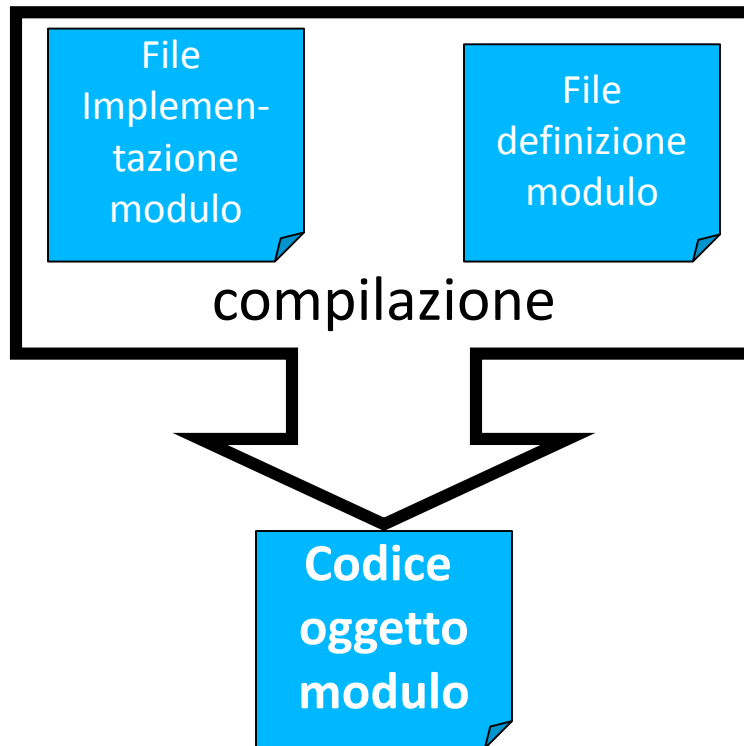 File
Implemen-
tazione
modulo
File
definizione
modulo
compilazione
Codice
oggetto
modulo